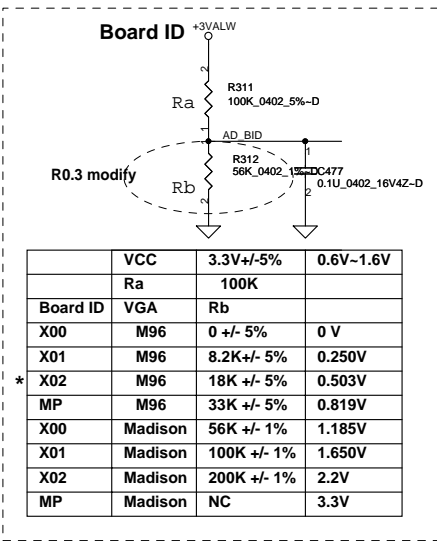 Board ID
+3VALW
2
R311
100K_0402_5%~D
Ra
1
AD_BID
R0.3 modify
R312
56K_0402_1%~D
Rb
2
1
C477
0.1U_0402_16V4Z~D
2
VCC 3.3V+/-5% 0.6V~1.6V
Ra 100K
Board ID VGA Rb
X00 M96 0 +/- 5% 0 V
X01 M96 8.2K+/- 5% 0.250V
* X02 M96 18K +/- 5% 0.503V
MP M96 33K +/- 5% 0.819V
X00 Madison 56K +/- 1% 1.185V
X01 Madison 100K +/- 1% 1.650V
X02 Madison 200K +/- 1% 2.2V
MP Madison NC 3.3V